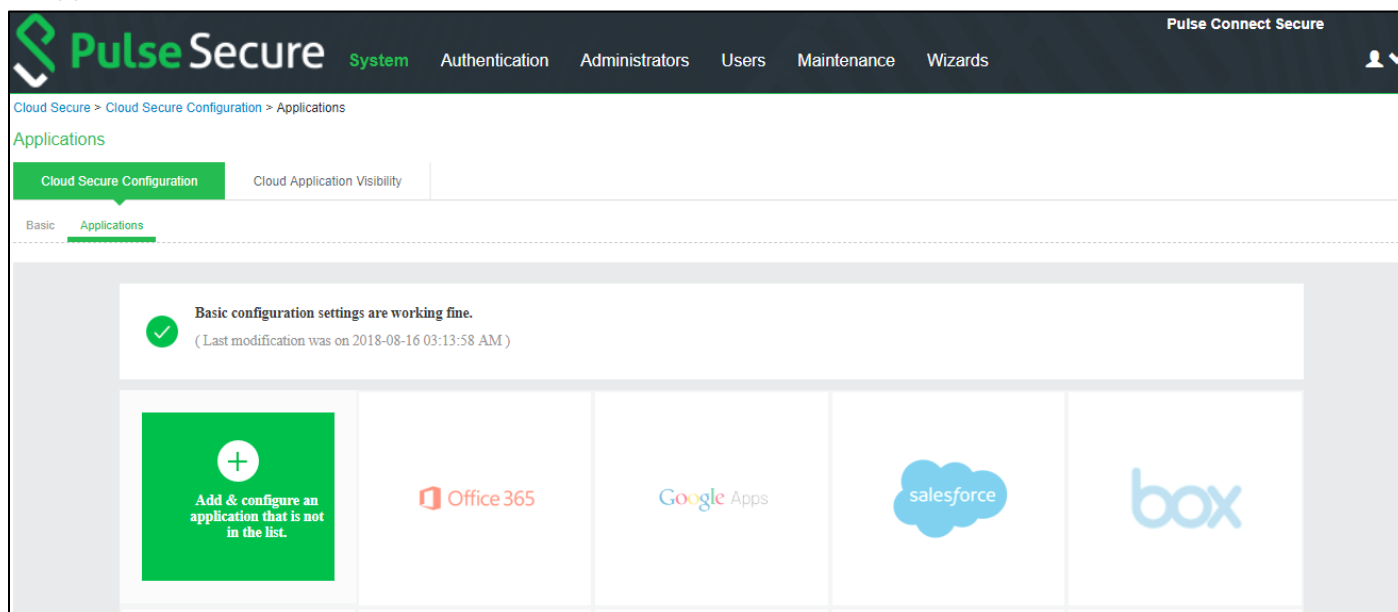 Pulse Connect Secure
Pulse Secure System Authentication Administrators Users Maintenance Wizards
Cloud Secure > Cloud Secure Configuration > Applications
Applications
Cloud Secure Configuration Cloud Application Visibility
Basic Applications
Basic configuration settings are working fine.
( Last modification was on 2018-08-16 03:13:58 AM )
Add & configure an
application that is not
in the list.
Office 365
Google Apps
salesforce
box